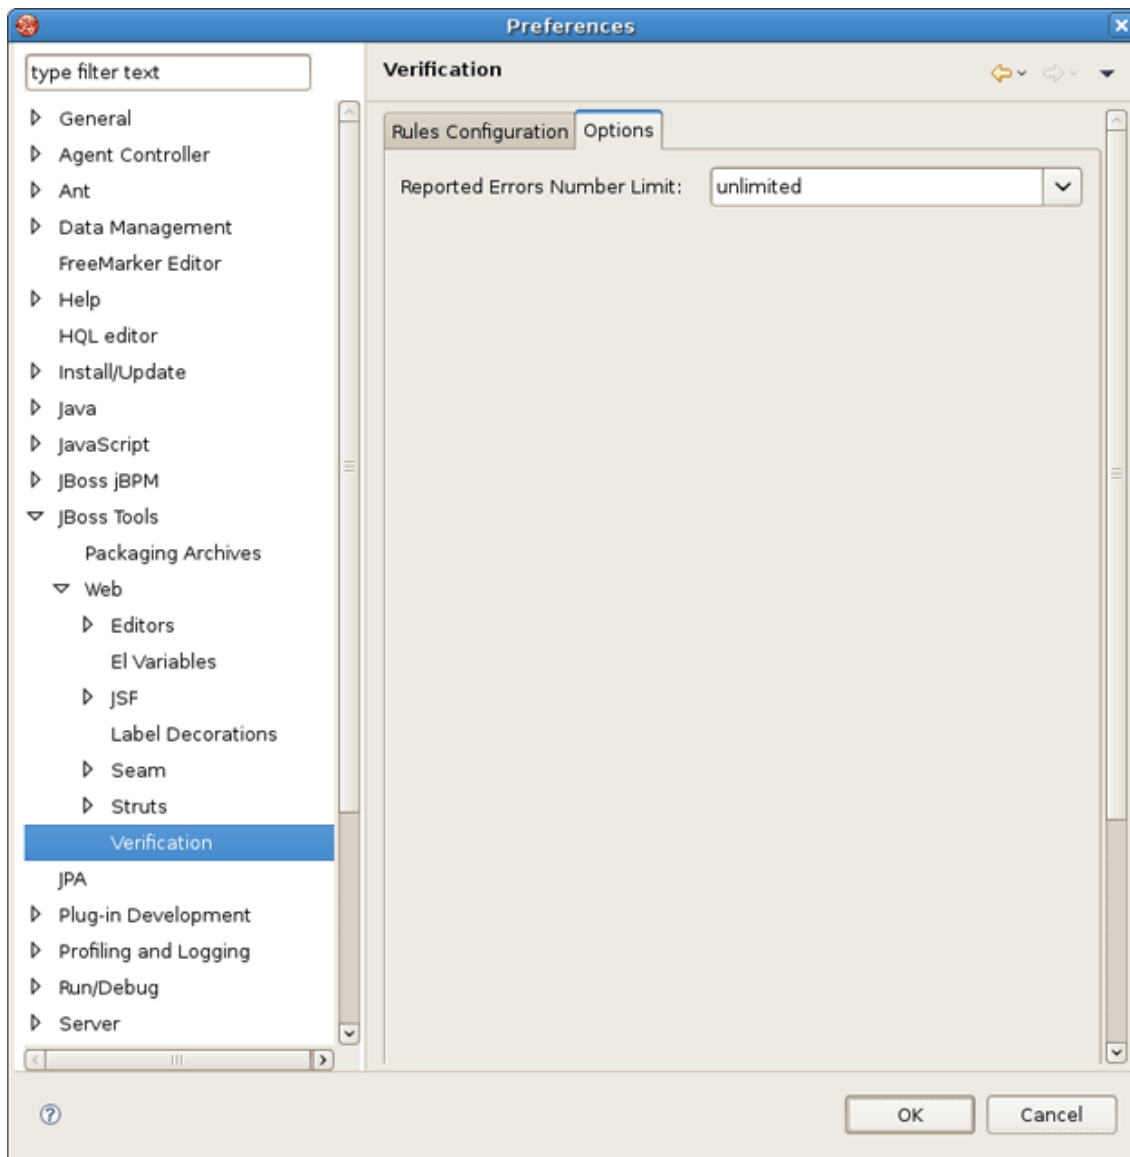 Preferences
type filter text
General
Agent Controller
Ant
Data Management
FreeMarker Editor
Help
HQL editor
Install/Update
Java
JavaScript
JBoss jBPM
JBoss Tools
Packaging Archives
Web
Editors
El Variables
JSF
Label Decorations
Seam
Struts
Verification
JPA
Plug-in Development
Profiling and Logging
Run/Debug
Server
Verification
Rules Configuration Options
Reported Errors Number Limit: unlimited
OK Cancel